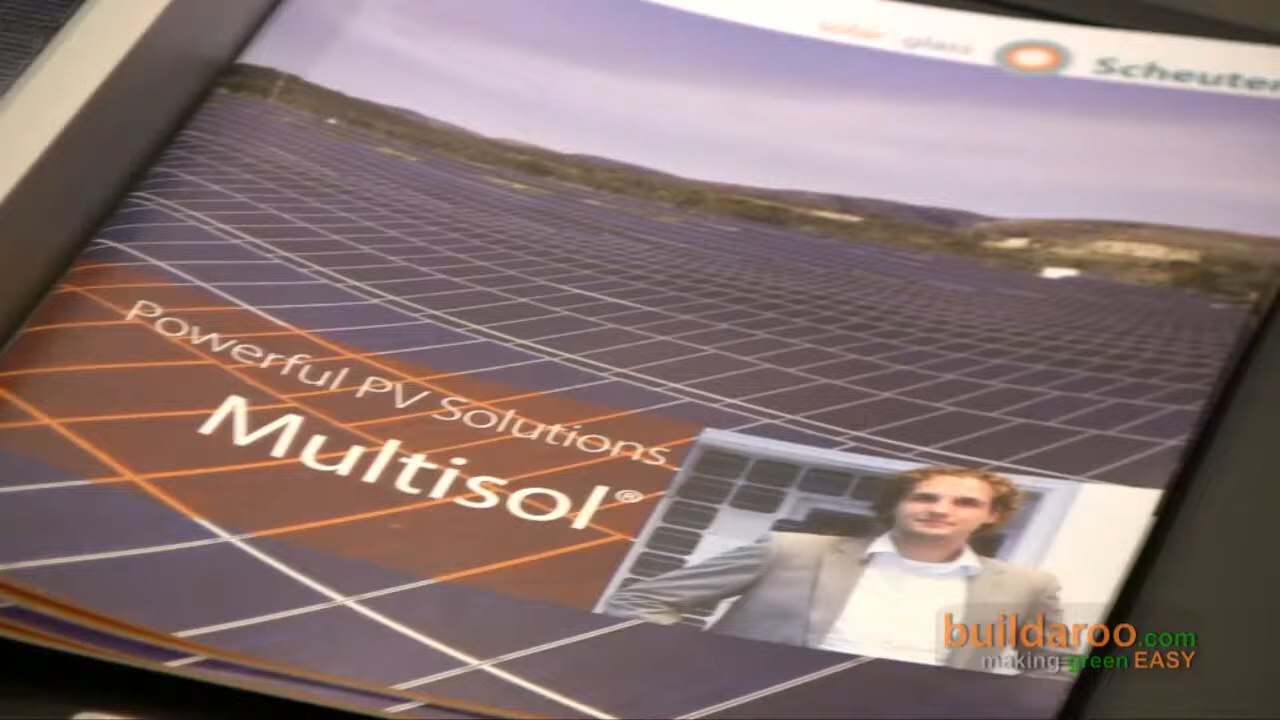 solar glass
Scheuten
Powerful PV Solutions
Multisol®
buildaroo.com
making green EASY